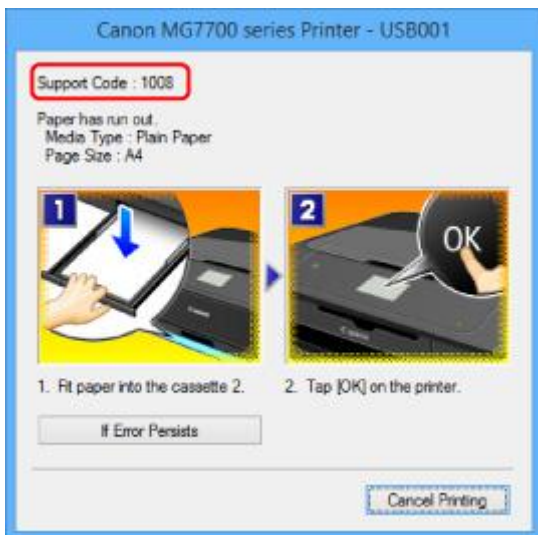 Canon MG7700 series Printer - USB001
Support Code : 1008
Paper has run out.
Media Type : Plain Paper
Page Size : A4
1
2
OK
Canon
Canon
1. Fit paper into the cassette 2.
2. Tap [OK] on the printer.
If Error Persists
Cancel Printing